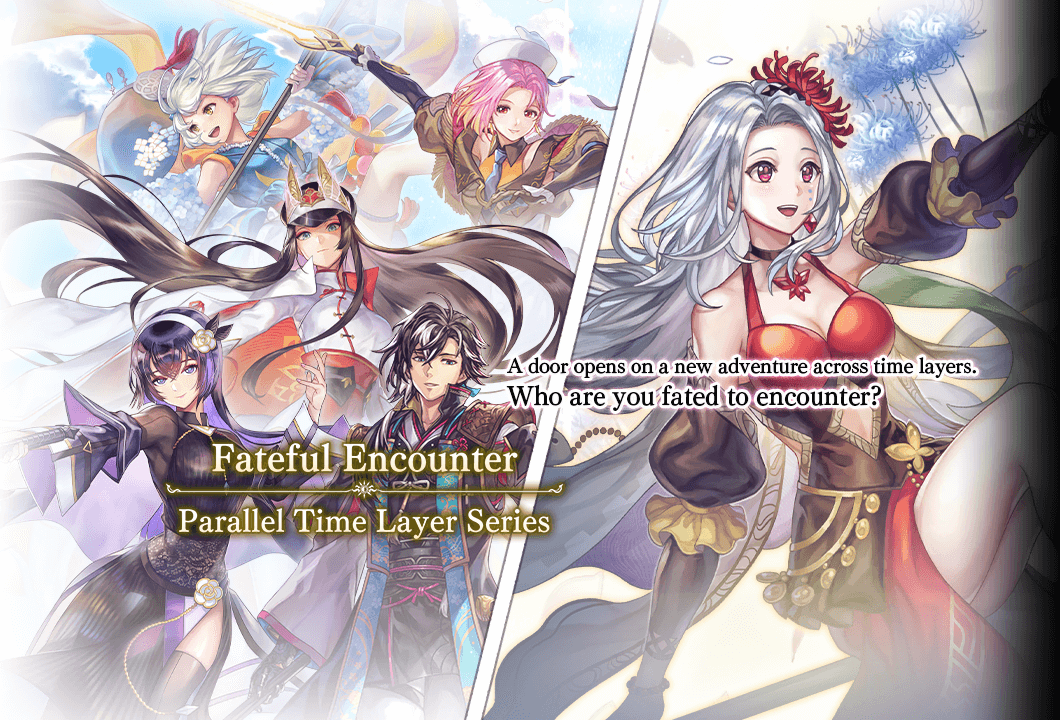 A door opens on a new adventure across time layers.
Who are you fated to encounter?
Fateful Encounter
Parallel Time Layer Series